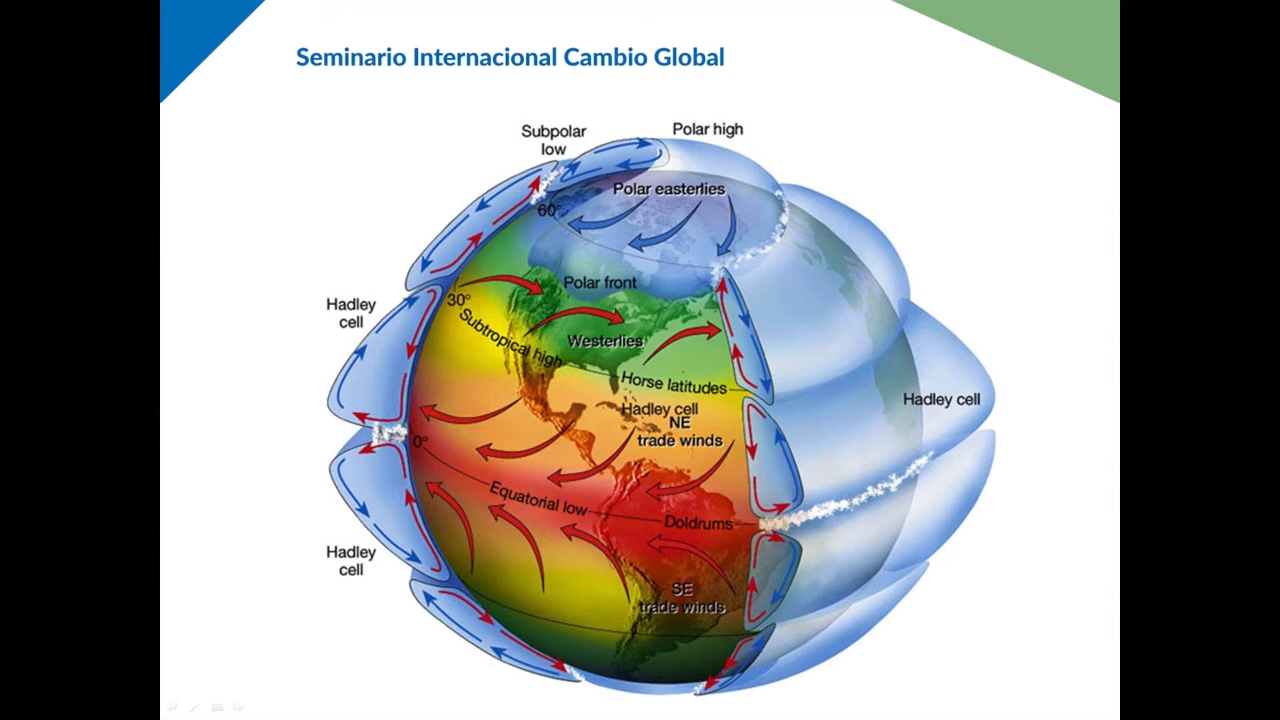 Seminario Internacional Cambio Global
Polar high
Subpolar
low
Polar easterlies
60°
Polar front
30°
Hadley
cell
Subtropical high
Westerlies
Horse latitudes
Hadley cell
Hadley cell
NE
trade winds
0°
Equatorial low
Doldrums
Hadley
cell
SE
trade winds